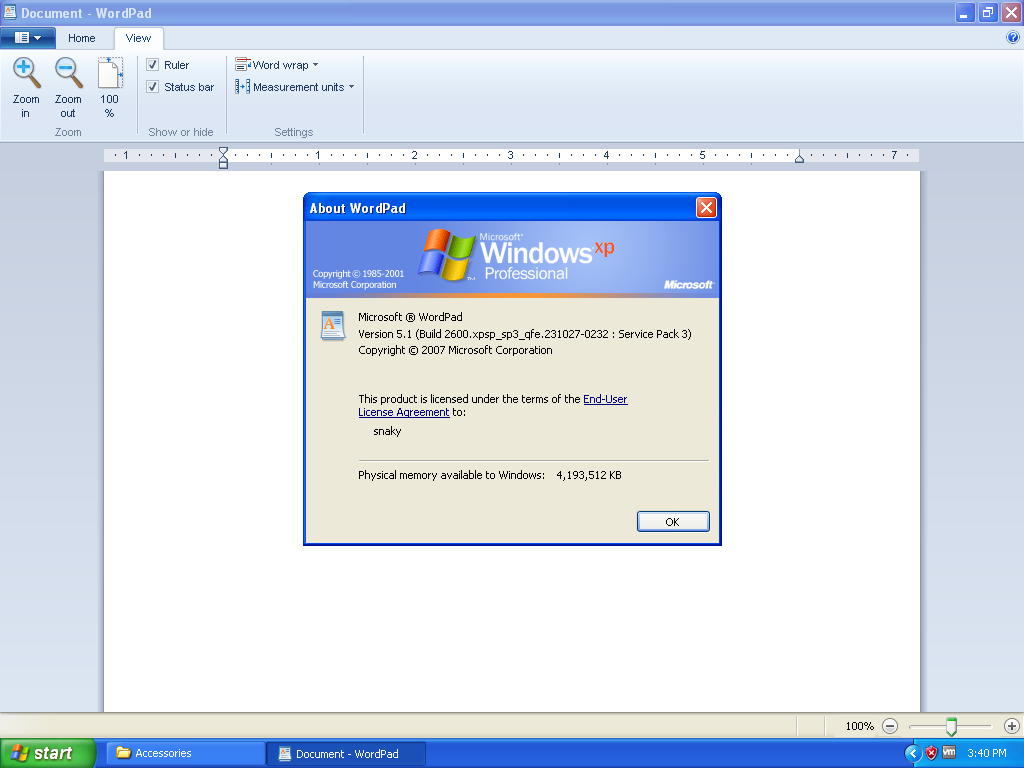 Document - WordPad
Home
View
Zoom in
Zoom out
100 %
Zoom
Ruler
Status bar
Show or hide
Word wrap
Measurement units
Settings
1 1 2 3 4 5 7
About WordPad
Microsoft®
Windows xp
Professional
Copyright © 1985-2001
Microsoft Corporation
Microsoft
Microsoft ® WordPad
Version 5.1 (Build 2600.xpsp_sp3_qfe.231027-0232 : Service Pack 3)
Copyright © 2007 Microsoft Corporation
This product is licensed under the terms of the End-User
License Agreement to:
snaky
Physical memory available to Windows: 4,193,512 KB
OK
100%
start
Accessories
Document - WordPad
vm
3:40 PM